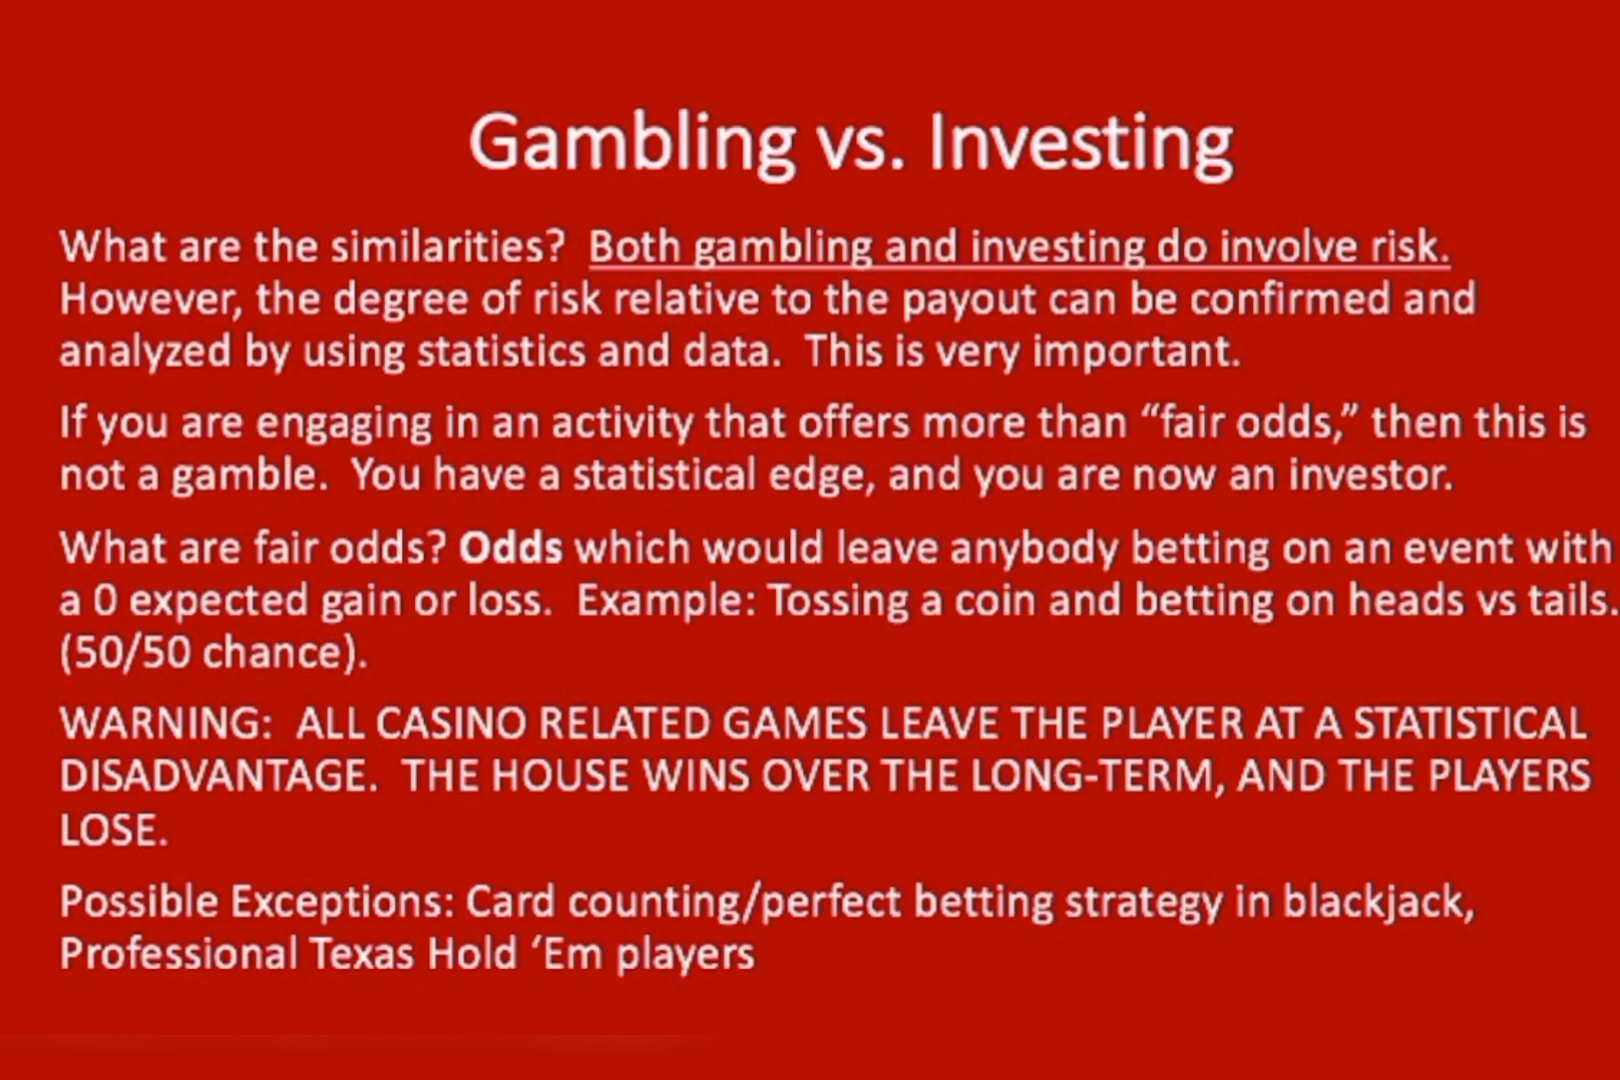 Gambling vs. Investing
What are the similarities?  Both gambling and investing do involve risk.
However, the degree of risk relative to the payout can be confirmed and
analyzed by using statistics and data.  This is very important.
If you are engaging in an activity that offers more than “fair odds,” then this is
not a gamble.  You have a statistical edge, and you are now an investor.
What are fair odds? Odds which would leave anybody betting on an event with
a 0 expected gain or loss.  Example: Tossing a coin and betting on heads vs tails.
(50/50 chance).
WARNING:  ALL CASINO RELATED GAMES LEAVE THE PLAYER AT A STATISTICAL
DISADVANTAGE.  THE HOUSE WINS OVER THE LONG-TERM, AND THE PLAYERS
LOSE.
Possible Exceptions: Card counting/perfect betting strategy in blackjack,
Professional Texas Hold ‘Em players